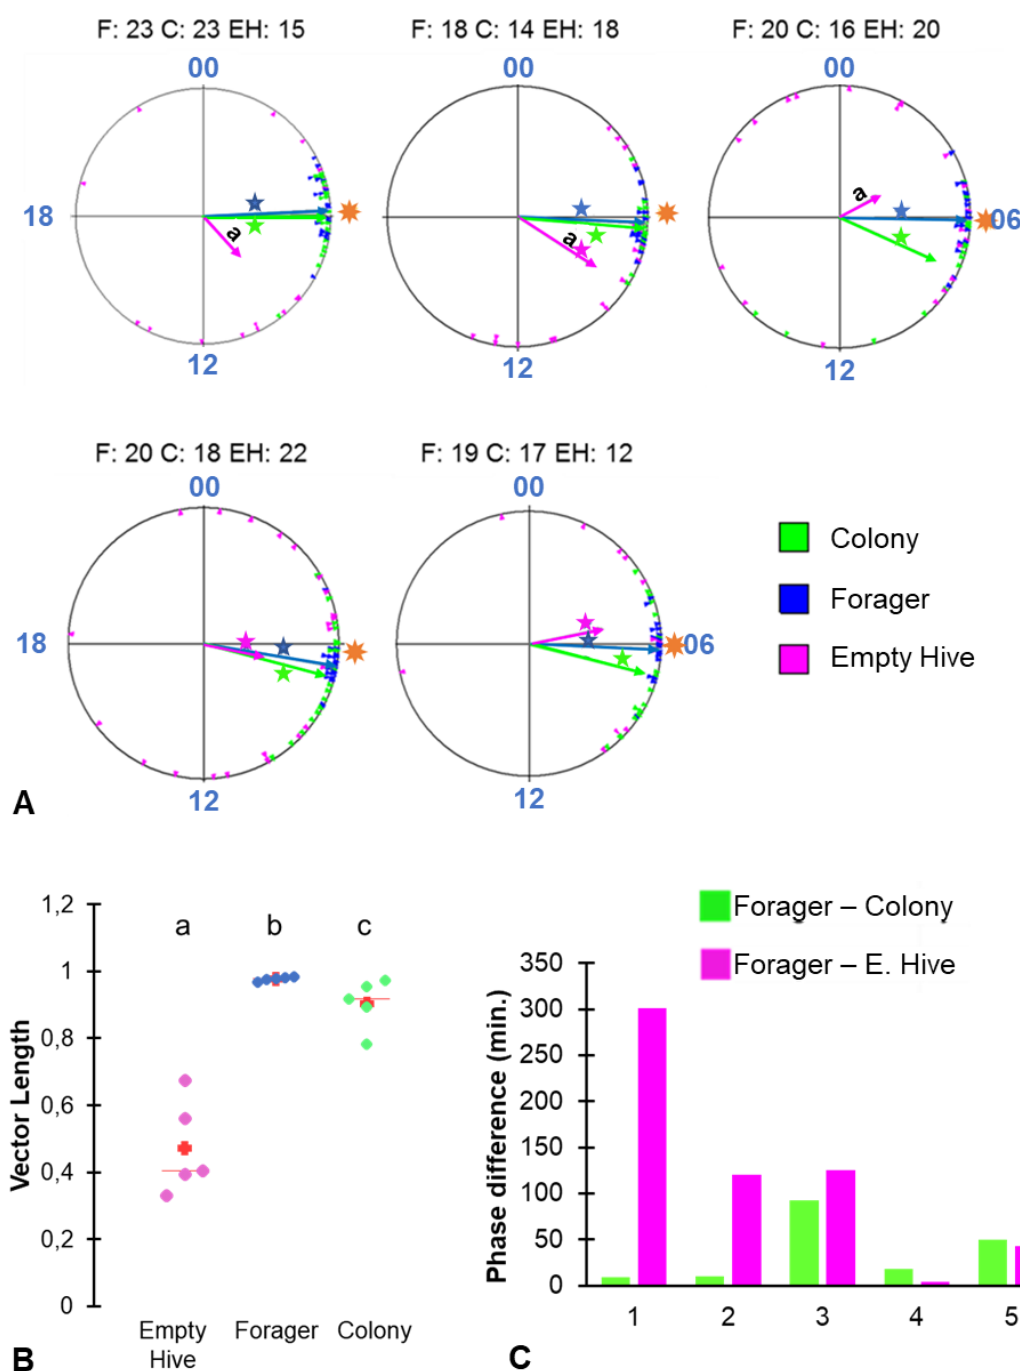 F: 23 C: 23 EH: 15
F: 18 C: 14 EH: 18
F: 20 C: 16 EH: 20
00
00
00
18
a
a
a
06
12
12
12
F: 20 C: 18 EH: 22
F: 19 C: 17 EH: 12
00
00
18
06
12
12
Colony
Forager
Empty Hive
A
1,2
1
0,8
0,6
0,4
0,2
0
Vector Length
a
b
c
Empty
Hive
Forager
Colony
B
Forager – Colony
Forager – E. Hive
350
300
250
200
150
100
50
0
Phase difference (min.)
1
2
3
4
5
C